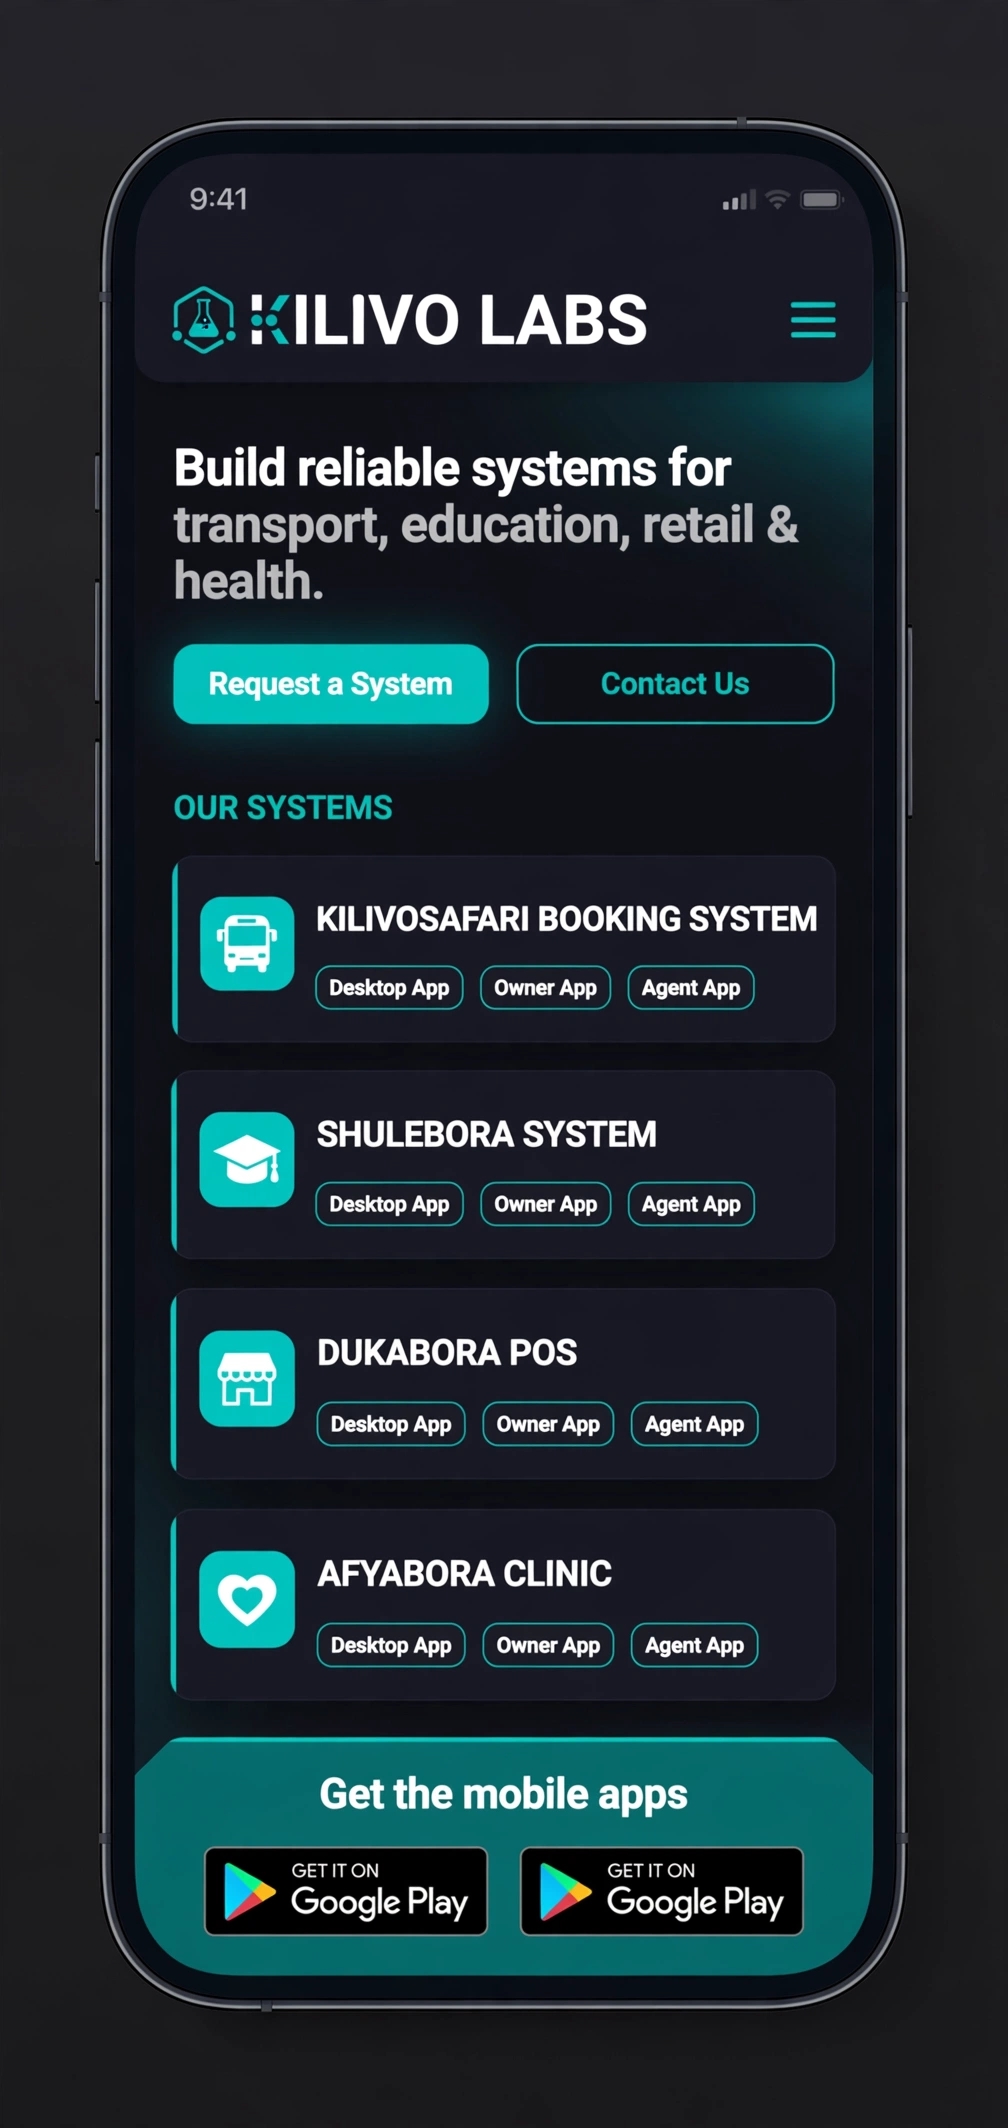 9:41
KILIVO LABS
Build reliable systems for
transport, education, retail &
health.
Request a System
Contact Us
OUR SYSTEMS
KILIVOSAFARI BOOKING SYSTEM
Desktop App
Owner App
Agent App
SHULEBORA SYSTEM
Desktop App
Owner App
Agent App
DUKABORA POS
Desktop App
Owner App
Agent App
AFYABORA CLINIC
Desktop App
Owner App
Agent App
Get the mobile apps
GET IT ON
Google Play
GET IT ON
Google Play